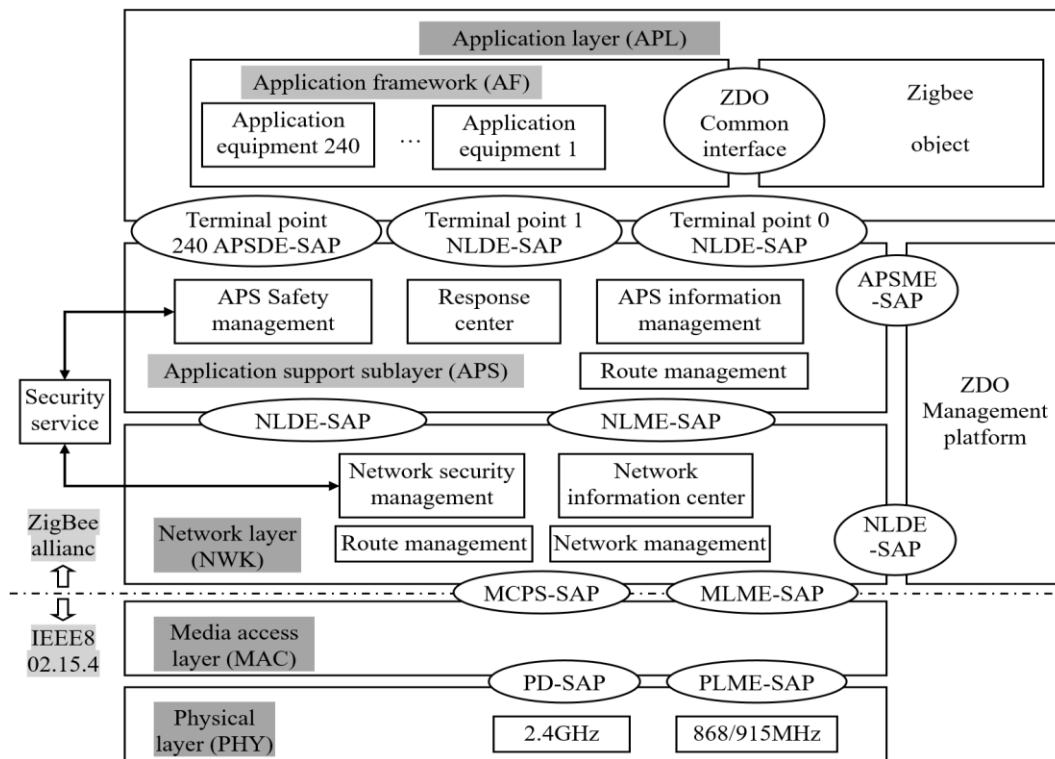 Application layer (APL)
Application framework (AF)
Application
equipment 240
...
Application
equipment 1
ZDO
Common
interface
Zigbee
object
Terminal point
240 APSDE-SAP
Terminal point 1
NLDE-SAP
Terminal point 0
NLDE-SAP
APS Safety
management
Response
center
APS information
management
APSME
-SAP
Application support sublayer (APS)
Route management
Security
service
ZDO
Management
platform
NLDE-SAP
NLME-SAP
Network security
management
Network
information center
ZigBee
allianc
Network layer
(NWK)
Route management
Network management
NLDE
-SAP
MCPS-SAP
MLME-SAP
IEEE8
02.15.4
Media access
layer (MAC)
PD-SAP
PLME-SAP
Physical
layer (PHY)
2.4GHz
868/915MHz